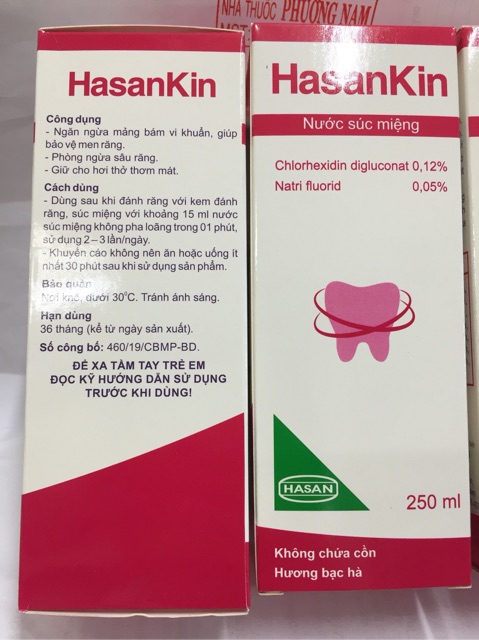 NHÀ THUỐC PHƯƠNG NAM
HasanKin
Công dụng
- Ngăn ngừa mảng bám vi khuẩn, giúp
bảo vệ men răng.
- Phòng ngừa sâu răng.
- Giữ cho hơi thở thơm mát.
Cách dùng
- Dùng sau khi đánh răng với kem đánh
răng, súc miệng với khoảng 15 ml nước
súc miệng không pha loãng trong 01 phút,
sử dụng 2 – 3 lần/ngày.
- Khuyến cáo không nên ăn hoặc uống ít
nhất 30 phút sau khi sử dụng sản phẩm.
Bảo quản
Nơi khô, dưới 30°C. Tránh ánh sáng.
Hạn dùng
36 tháng (kể từ ngày sản xuất).
Số công bố: 460/19/CBMP-BD.
ĐỂ XA TẦM TAY TRẺ EM
ĐỌC KỸ HƯỚNG DẪN SỬ DỤNG
TRƯỚC KHI DÙNG!
HasanKin
Nước súc miệng
Chlorhexidin digluconat 0,12%
Natri fluorid 0,05%
HASAN
250 ml
Không chứa cồn
Hương bạc hà